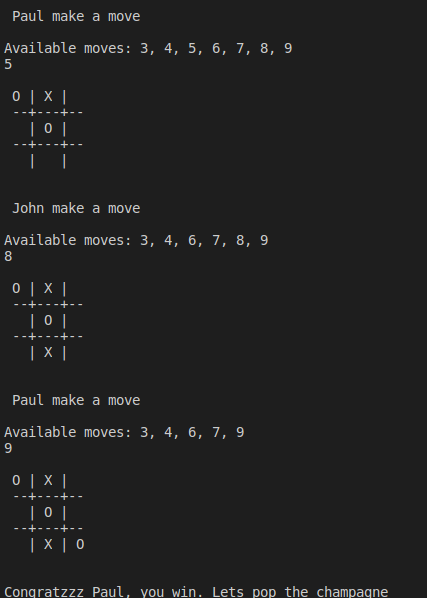 Paul make a move
Available moves: 3, 4, 5, 6, 7, 8, 9
5
O | X |
--+---+--
  | O |
--+---+--
  |   |
John make a move
Available moves: 3, 4, 6, 7, 8, 9
8
O | X |
--+---+--
  | O |
--+---+--
  | X |
Paul make a move
Available moves: 3, 4, 6, 7, 9
9
O | X |
--+---+--
  | O |
--+---+--
  | X | O
Congratzzz Paul, you win. Lets pop the champagne